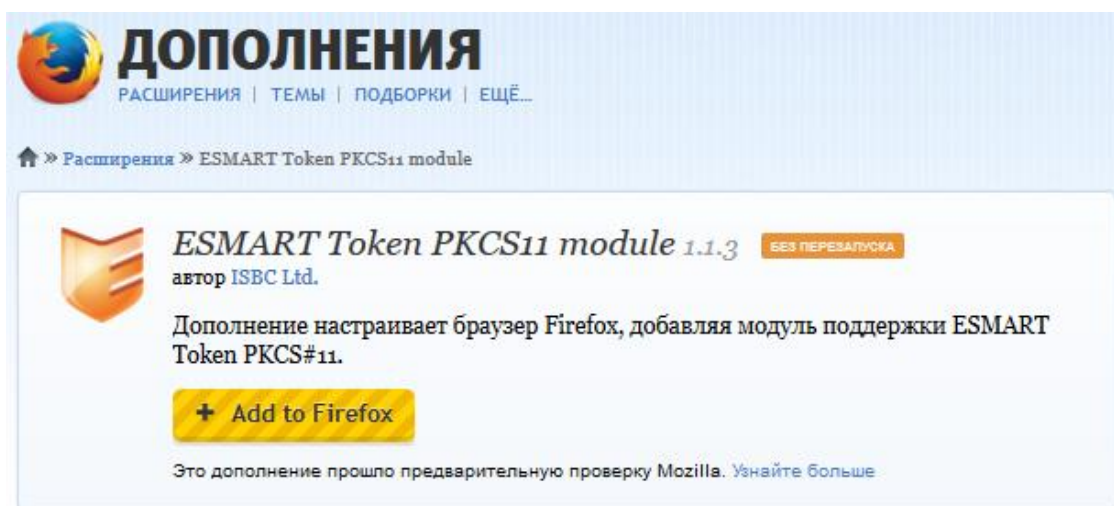 ДОПОЛНЕНИЯ
РАСШИРЕНИЯ | ТЕМЫ | ПОДБОРКИ | ЕЩЁ...
» Расширения » ESMART Token PKCS11 module
ESMART Token PKCS11 module 1.1.3 БЕЗ ПЕРЕЗАПУСКА
автор ISBC Ltd.
Дополнение настраивает браузер Firefox, добавляя модуль поддержки ESMART
Token PKCS#11.
+ Add to Firefox
Это дополнение прошло предварительную проверку Mozilla. Узнайте больше